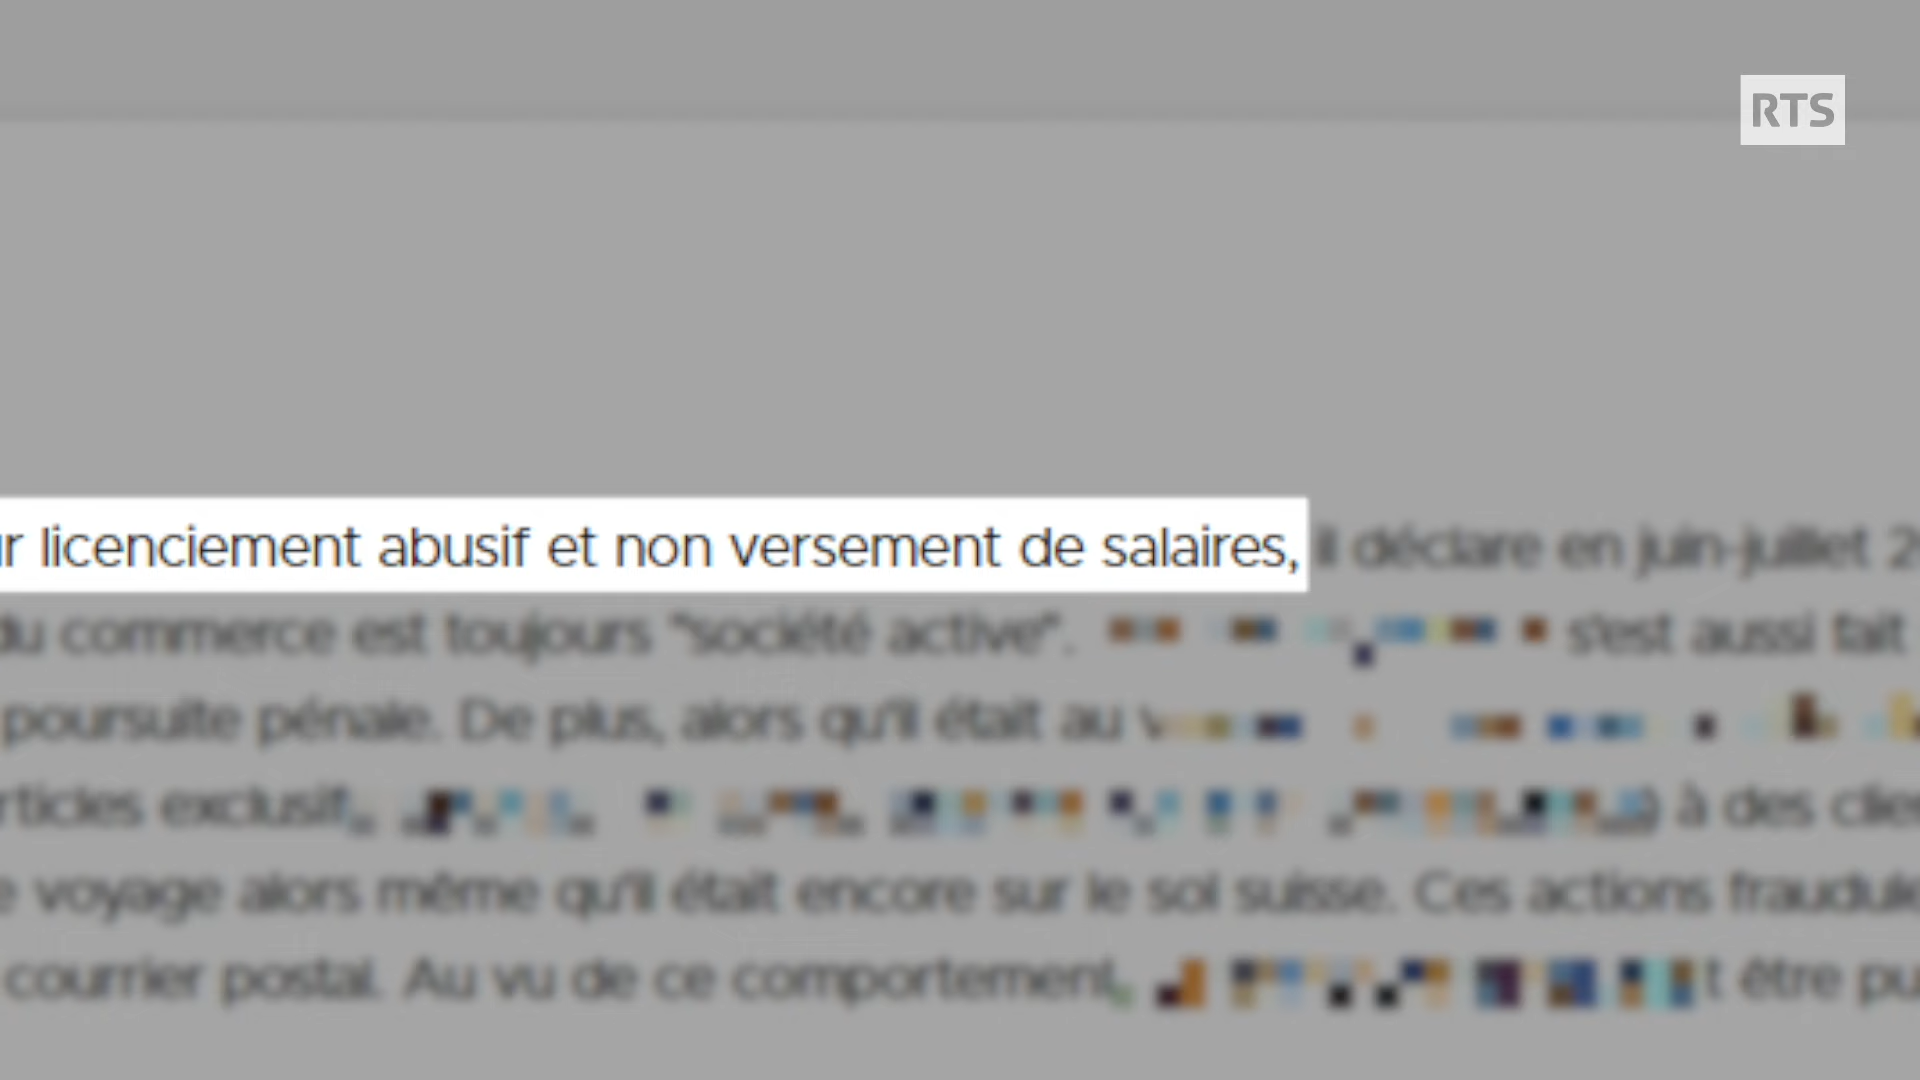 RTS
r licenciement abusif et non versement de salaires, il déclare en juin-juillet 2
du commerce est toujours "société active". s'est aussi fait
poursuite pénale. De plus, alors qu'il était au v
rticles exclusif à des clie
e voyage alors même qu'il était encore sur le sol suisse. Ces actions fraudule
courrier postal. Au vu de ce comportement, t être pu